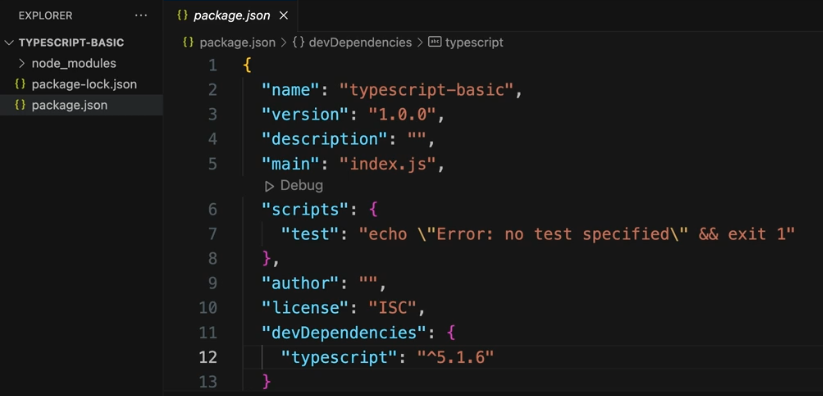 EXPLORER ···
{} package.json ×
TYPESCRIPT-BASIC
{} package.json > {} devDependencies > typescript
> node_modules
{} package-lock.json
{} package.json
1 {
2 "name": "typescript-basic",
3 "version": "1.0.0",
4 "description": "",
5 "main": "index.js",
Debug
6 "scripts": {
7 "test": "echo \"Error: no test specified\" && exit 1"
8 },
9 "author": "",
10 "license": "ISC",
11 "devDependencies": {
12 "typescript": "^5.1.6"
13 }